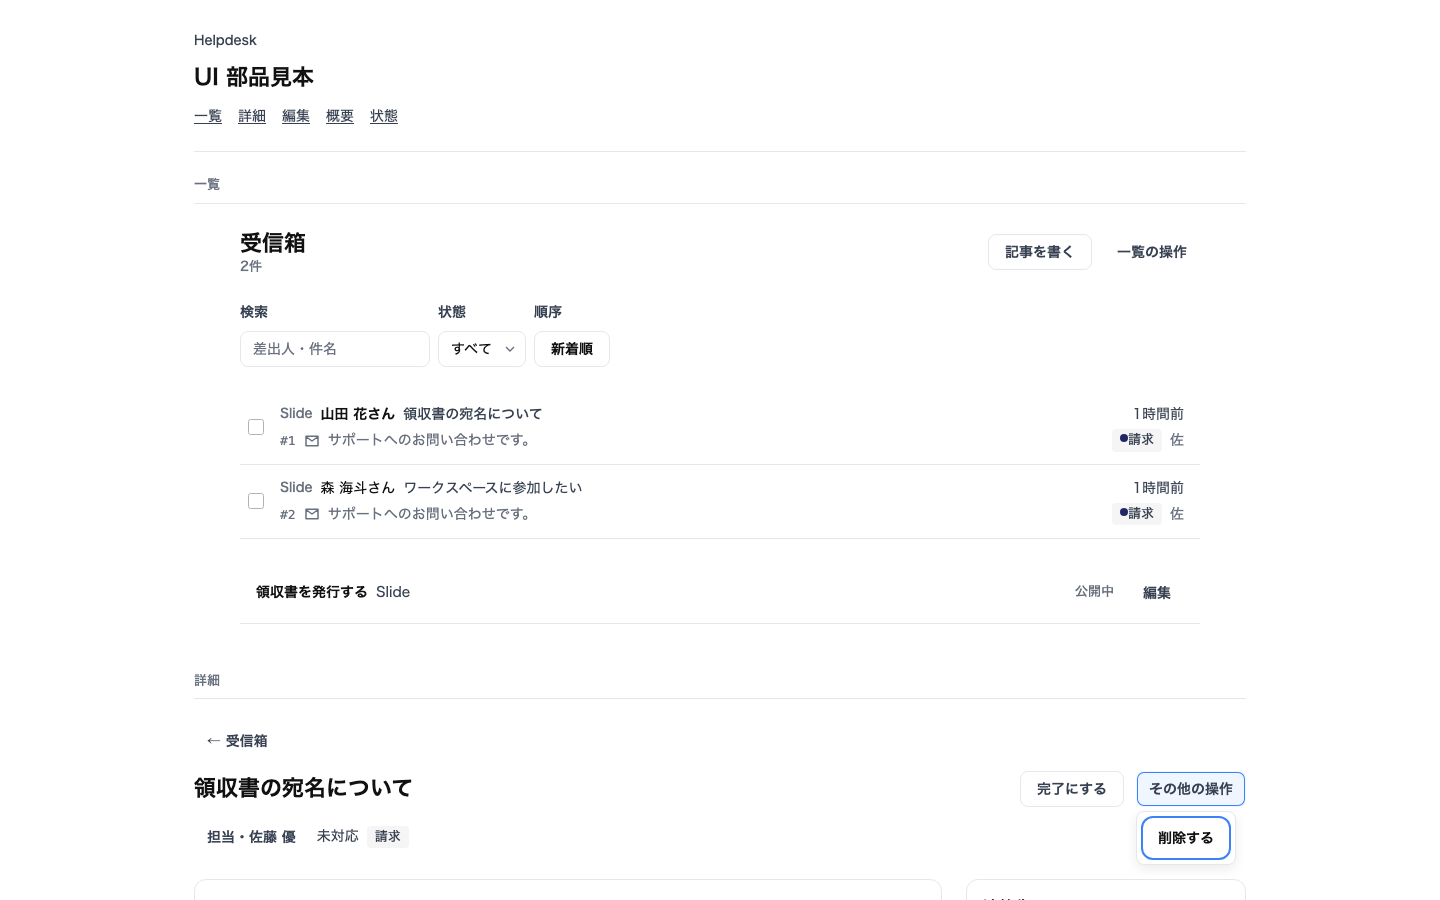 Helpdesk
UI 部品見本
一覧 詳細 編集 概要 状態
一覧
受信箱
2件
記事を書く 一覧の操作
検索 状態 順序
差出人・件名 すべて 新着順
Slide 山田 花さん 領収書の宛名について 1時間前
#1 サポートへのお問い合わせです。 請求 佐
Slide 森 海斗さん ワークスペースに参加したい 1時間前
#2 サポートへのお問い合わせです。 請求 佐
領収書を発行する Slide 公開中 編集
詳細
← 受信箱
領収書の宛名について 完了にする その他の操作
担当・佐藤 優 未対応 請求 削除する